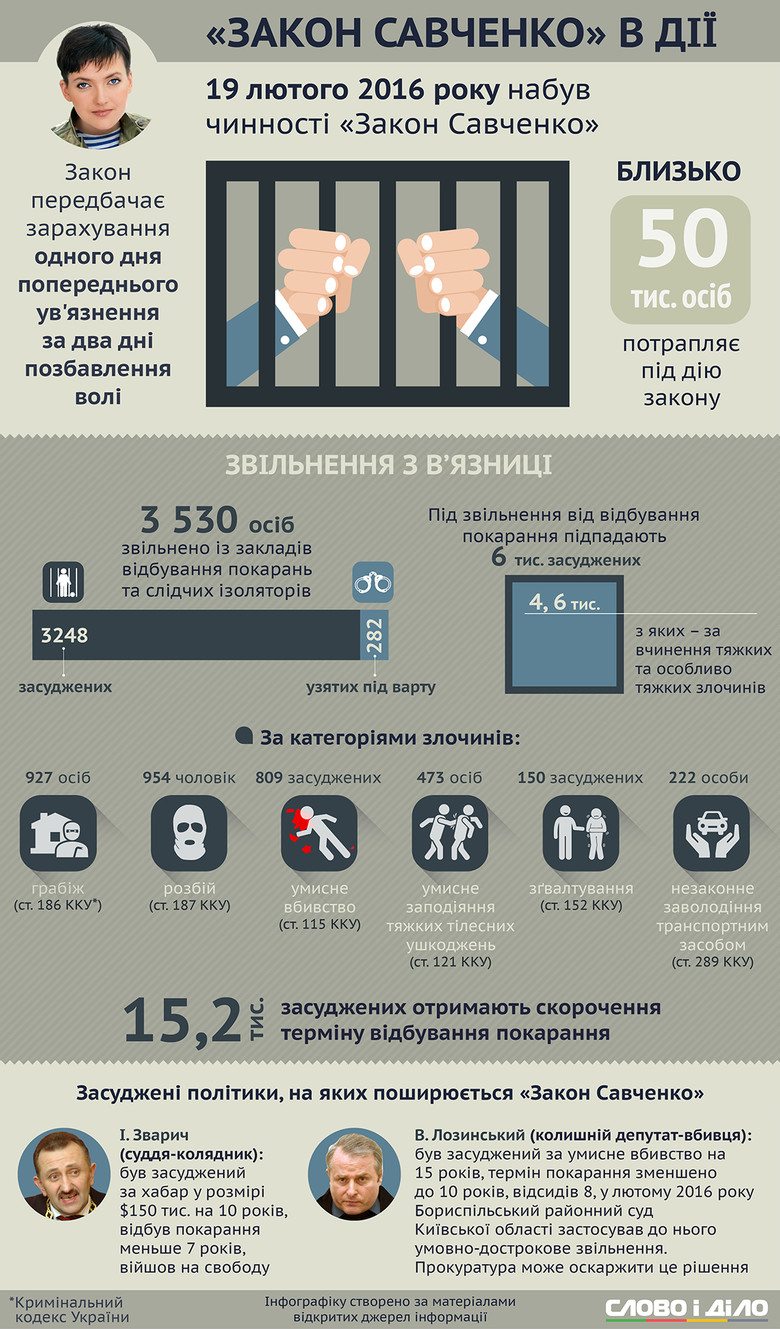 «ЗАКОН САВЧЕНКО» В ДІЇ
19 лютого 2016 року набув
чинності «Закон Савченко»
Закон
передбачає
зарахування
одного дня
попереднього
ув'язнення
за два дні
позбавлення
волі
БЛИЗЬКО
50
тис. осіб
потрапляє
під дію
закону
ЗВІЛЬНЕННЯ З В’ЯЗНИЦІ
3 530 осіб
звільнено із закладів
відбування покарань
та слідчих ізоляторів
3248
282
засуджених
узятих під варту
Під звільнення від відбування
покарання підпадають
6 тис. засуджених
4, 6 тис.
з яких – за
вчинення тяжких
та особливо
тяжких злочинів
За категоріями злочинів:
927 осіб
грабіж
(ст. 186 ККУ*)
954 чоловік
розбій
(ст. 187 ККУ)
809 засуджених
умисне
вбивство
(ст. 115 ККУ)
473 осіб
умисне
заподіяння
тяжких тілесних
ушкоджень
(ст. 121 ККУ)
150 засуджених
зґвалтування
(ст. 152 ККУ)
222 особи
незаконне
заволодіння
транспортним
засобом
(ст. 289 ККУ)
15,2 тис.
засуджених отримають скорочення
терміну відбування покарання
Засуджені політики, на яких поширюється «Закон Савченко»
І. Зварич
(суддя-колядник):
був засуджений
за хабар у розмірі
$150 тис. на 10 років,
відбув покарання
меньше 7 років,
війшов на свободу
В. Лозинський (колишній депутат-вбивця):
був засуджений за умисне вбивство на
15 років, термін покарання зменшено
до 10 років, відсидів 8, у лютому 2016 року
Бориспільський районний суд
Київської області застосував до нього
умовно-дострокове звільнення.
Прокуратура може оскаржити це рішення
*Кримінальний
кодекс України
Інфографіку створено за матеріалами
відкритих джерел інформації
СЛОВО і ДІЛО